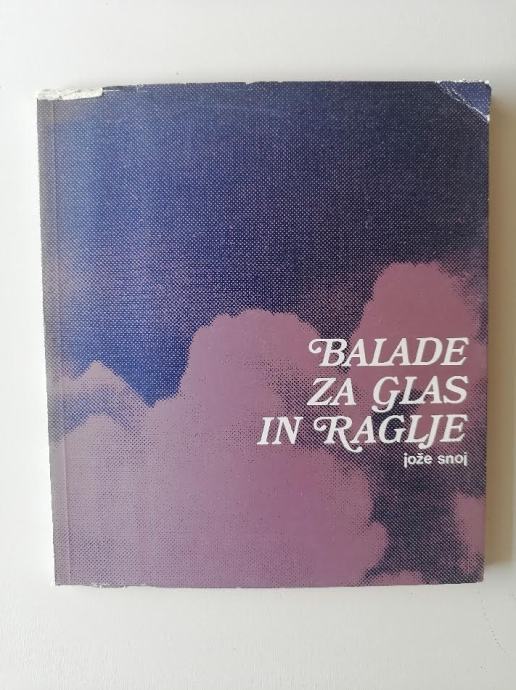 BALADE
ZA GLAS
IN RAGLJE
jože snoj